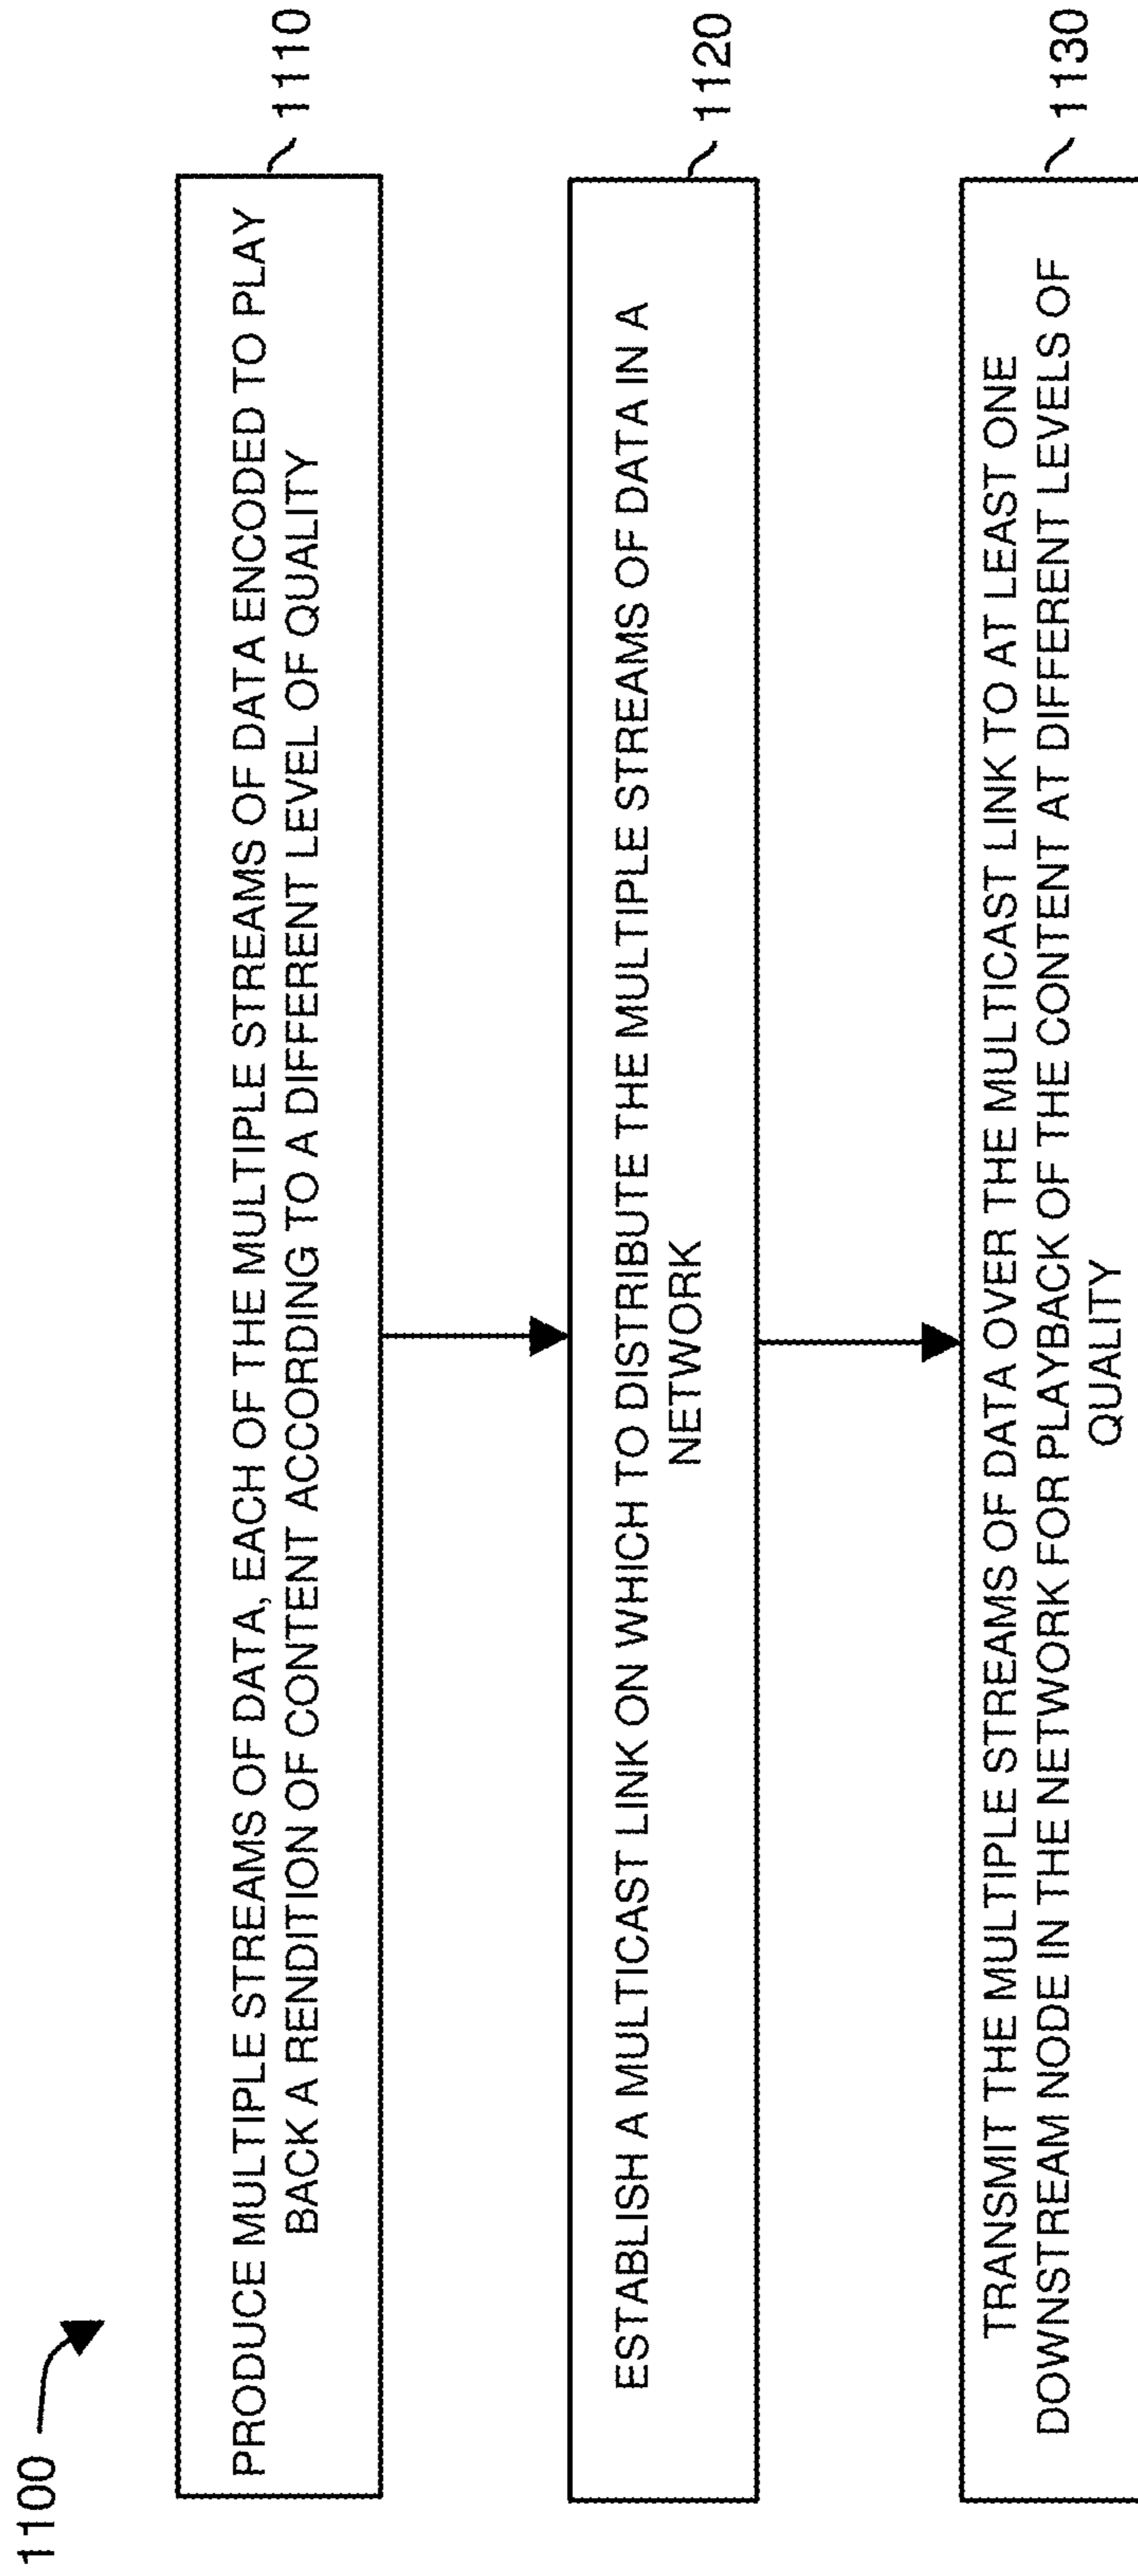 1100
PRODUCE MULTIPLE STREAMS OF DATA, EACH OF THE MULTIPLE STREAMS OF DATA ENCODED TO PLAY
BACK A RENDITION OF CONTENT ACCORDING TO A DIFFERENT LEVEL OF QUALITY
1110
ESTABLISH A MULTICAST LINK ON WHICH TO DISTRIBUTE THE MULTIPLE STREAMS OF DATA IN A
NETWORK
1120
TRANSMIT THE MULTIPLE STREAMS OF DATA OVER THE MULTICAST LINK TO AT LEAST ONE
DOWNSTREAM NODE IN THE NETWORK FOR PLAYBACK OF THE CONTENT AT DIFFERENT LEVELS OF
QUALITY
1130